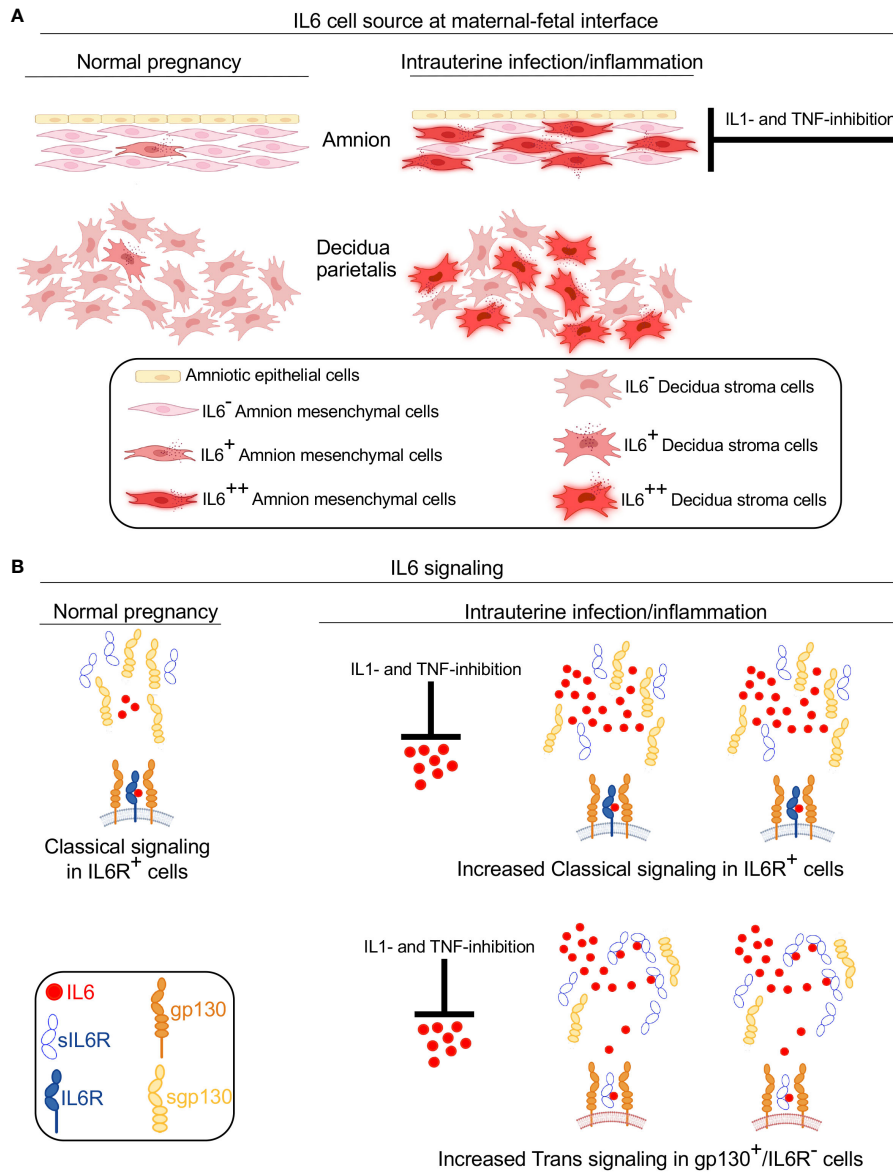 A
IL6 cell source at maternal-fetal interface
Normal pregnancy
Intrauterine infection/inflammation
Amnion
IL1- and TNF-inhibition
Decidua
parietalis
Amniotic epithelial cells
IL6- Amnion mesenchymal cells
IL6+ Amnion mesenchymal cells
IL6++ Amnion mesenchymal cells
IL6- Decidua stroma cells
IL6+ Decidua stroma cells
IL6++ Decidua stroma cells
B
IL6 signaling
Normal pregnancy
Intrauterine infection/inflammation
IL1- and TNF-inhibition
Classical signaling
in IL6R+ cells
Increased Classical signaling in IL6R+ cells
IL1- and TNF-inhibition
IL6
sIL6R
IL6R
gp130
sgp130
Increased Trans signaling in gp130+/IL6R- cells